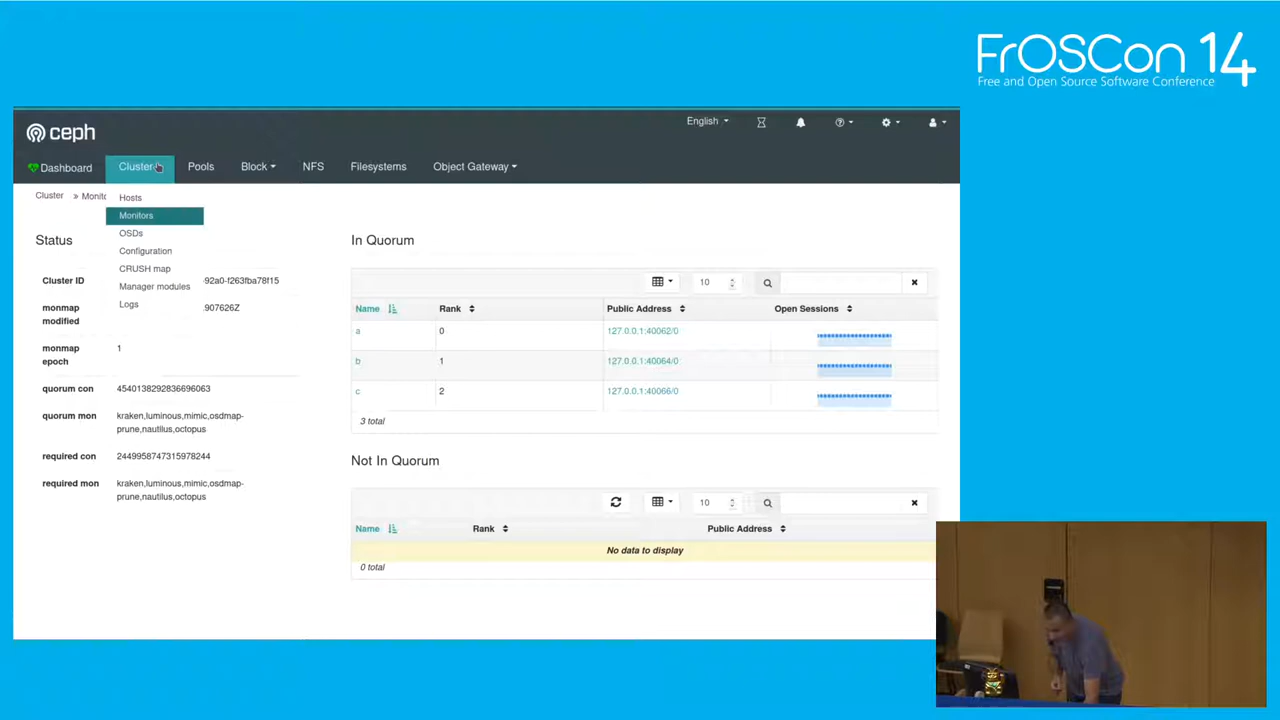 FrOSCon 14
Free and Open Source Software Conference
ceph
English
Dashboard
Cluster
Pools
Block
NFS
Filesystems
Object Gateway
Cluster » Monito
Hosts
Monitors
OSDs
Configuration
CRUSH map
Manager modules
Logs
Status
Cluster ID
92a0-f263fba78f15
monmap
modified
907626Z
monmap
epoch
1
quorum con
4540138292836696063
quorum mon
kraken,luminous,mimic,osdmap-
prune,nautilus,octopus
required con
2449958747315978244
required mon
kraken,luminous,mimic,osdmap-
prune,nautilus,octopus
In Quorum
10
Name Rank Public Address Open Sessions
a 0 127.0.0.1:40062/0
b 1 127.0.0.1:40064/0
c 2 127.0.0.1:40066/0
3 total
Not In Quorum
10
Name Rank Public Address
No data to display
0 total